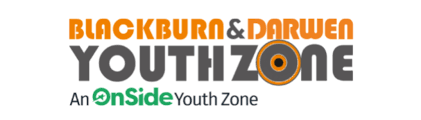 BLACKBURN & DARWEN
YOUTHZONE
An OnSide Youth Zone